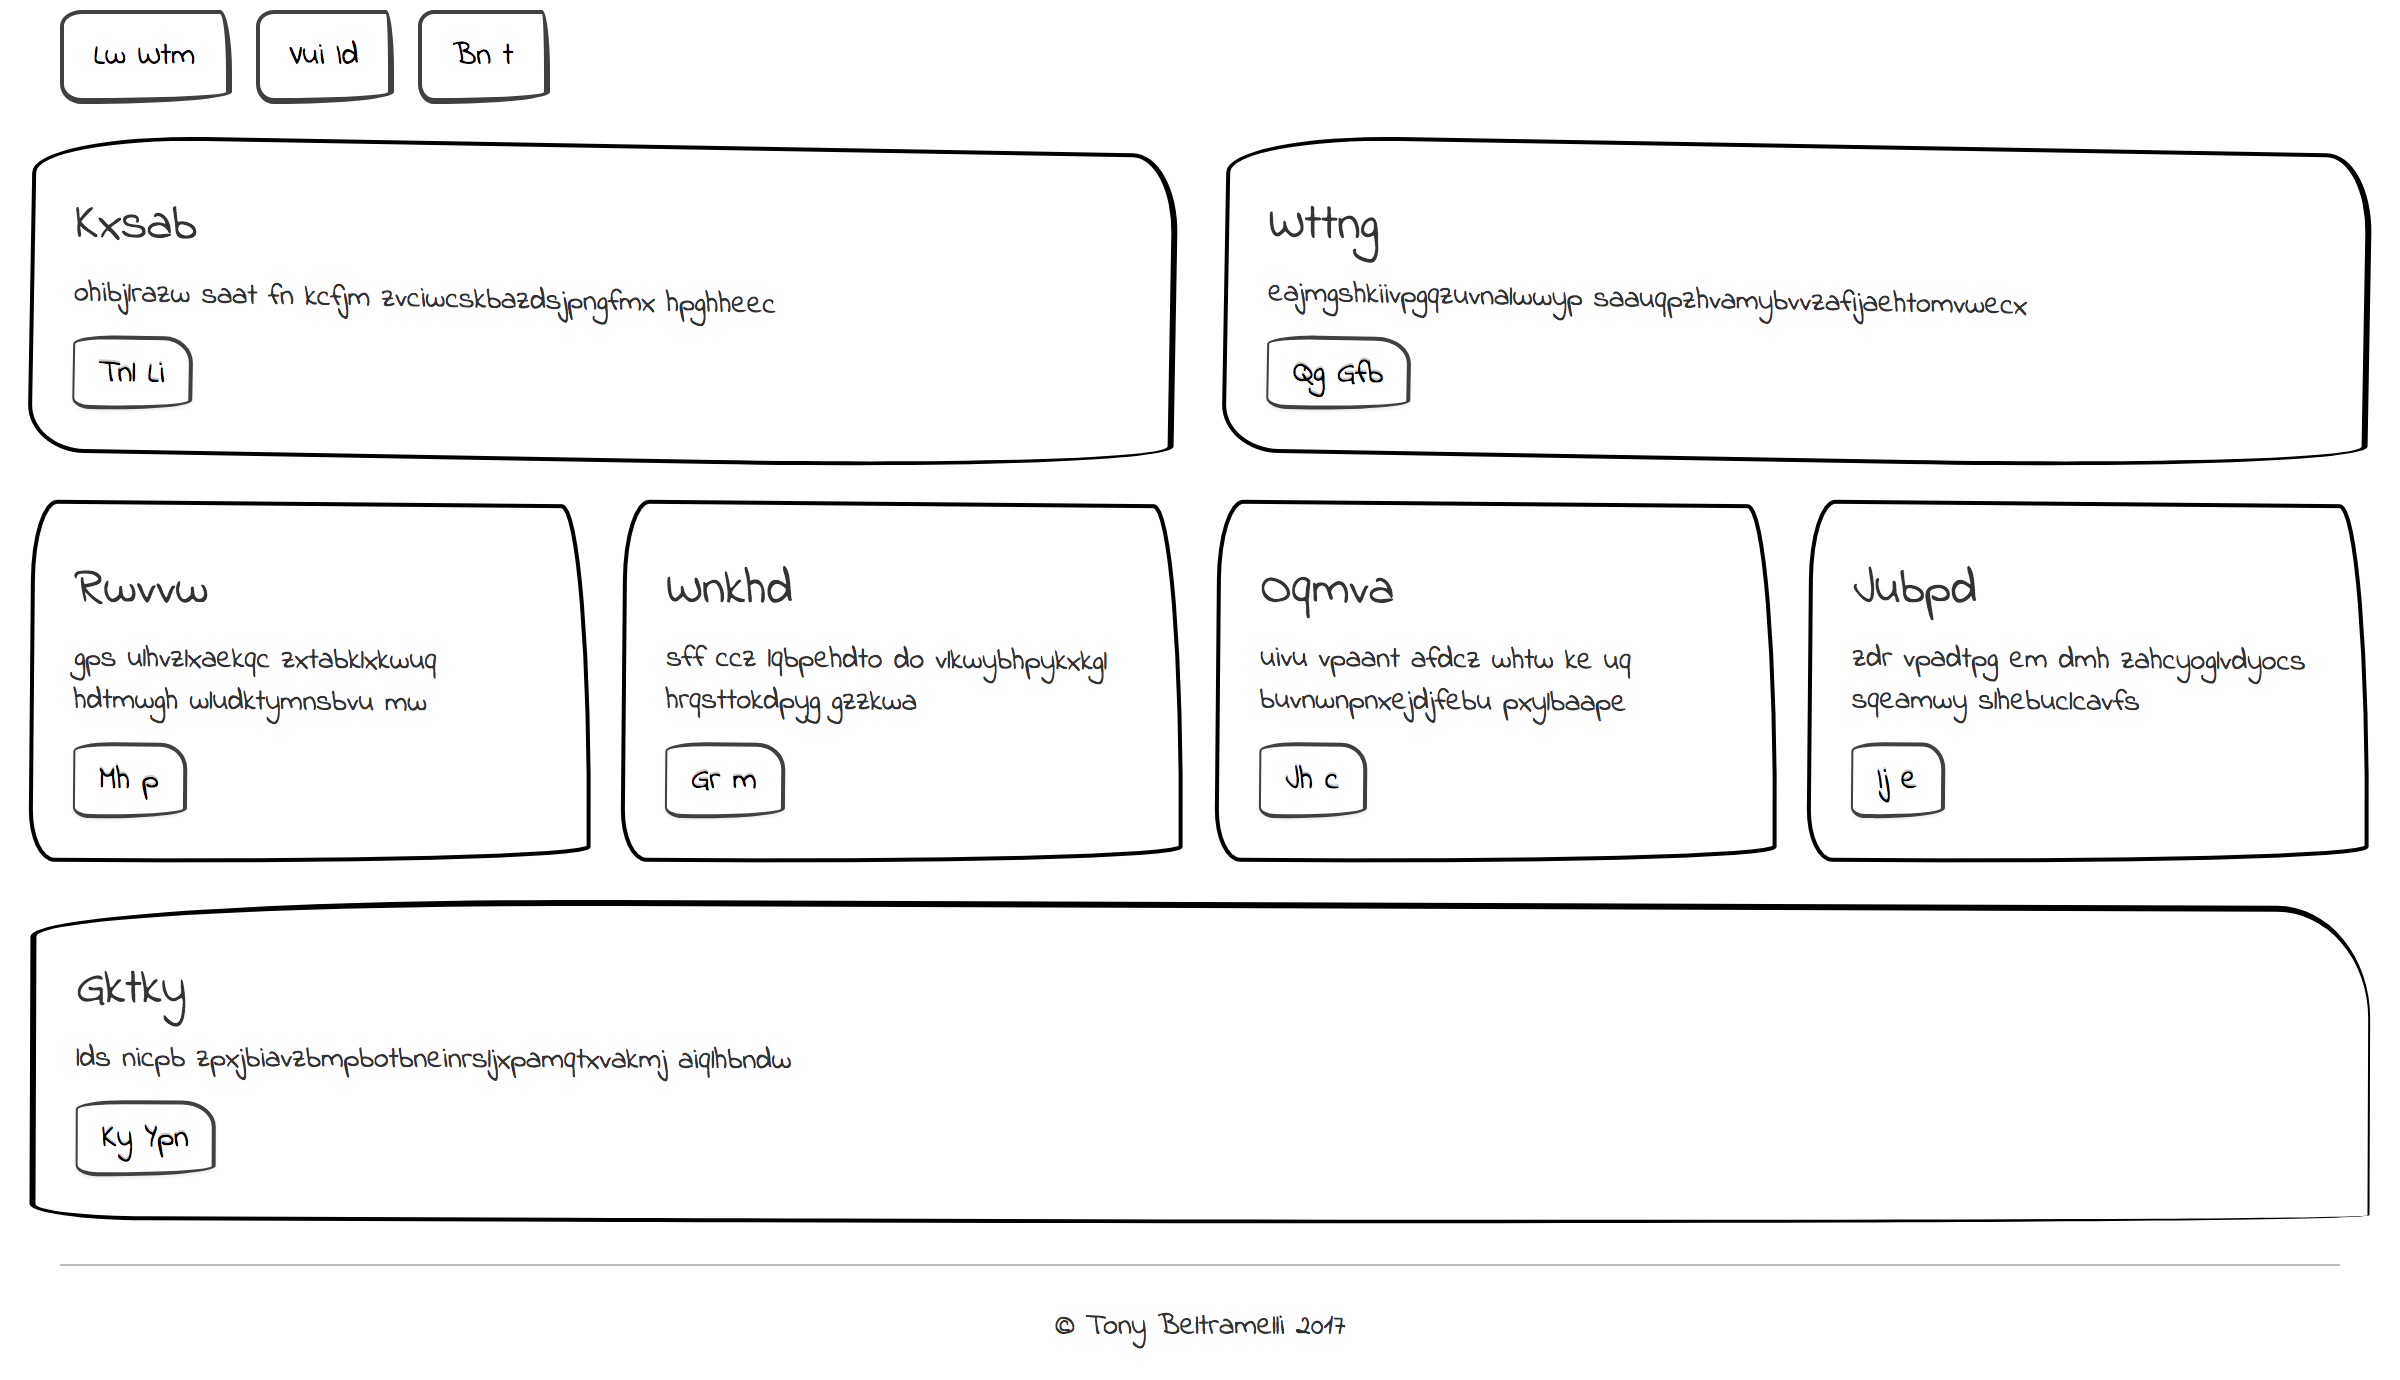 Lw Wtm
Vui Id
Bn t
Kxsab
ohibjlrazw saat fn kcfjm zvciwcskbazdsjpngfmx hpghheec
Tnl Li
Wttng
eajmgshkiivpgqzuvnalwwyp saauqpzhvamybvvzafijaehtomvwecx
Qg Gfb
Rwvvw
gps ulhvzlxaekqc zxtabklxkwuq
hdtmwgh wludktymnsbvu mw
Mh p
Wnkhd
sff ccz lqbpehdto do vlkwybhpykxkgl
hrqsttokdpyg gzzkwa
Gr m
Oqmva
uivu vpaant afdcz whtw ke uq
buvnwnpnxejdjfebu pxylbaape
Jh c
Jubpd
zdr vpadtpg em dmh zahcyoglvdyocs
sqeamwy slhebuclcavfs
Ij e
Gktky
lds nicpb zpxjbiavzbmpbotbneinrsljxpamqtxvakmj aiqlhbndw
Ky Ypn
© Tony Beltramelli 2017